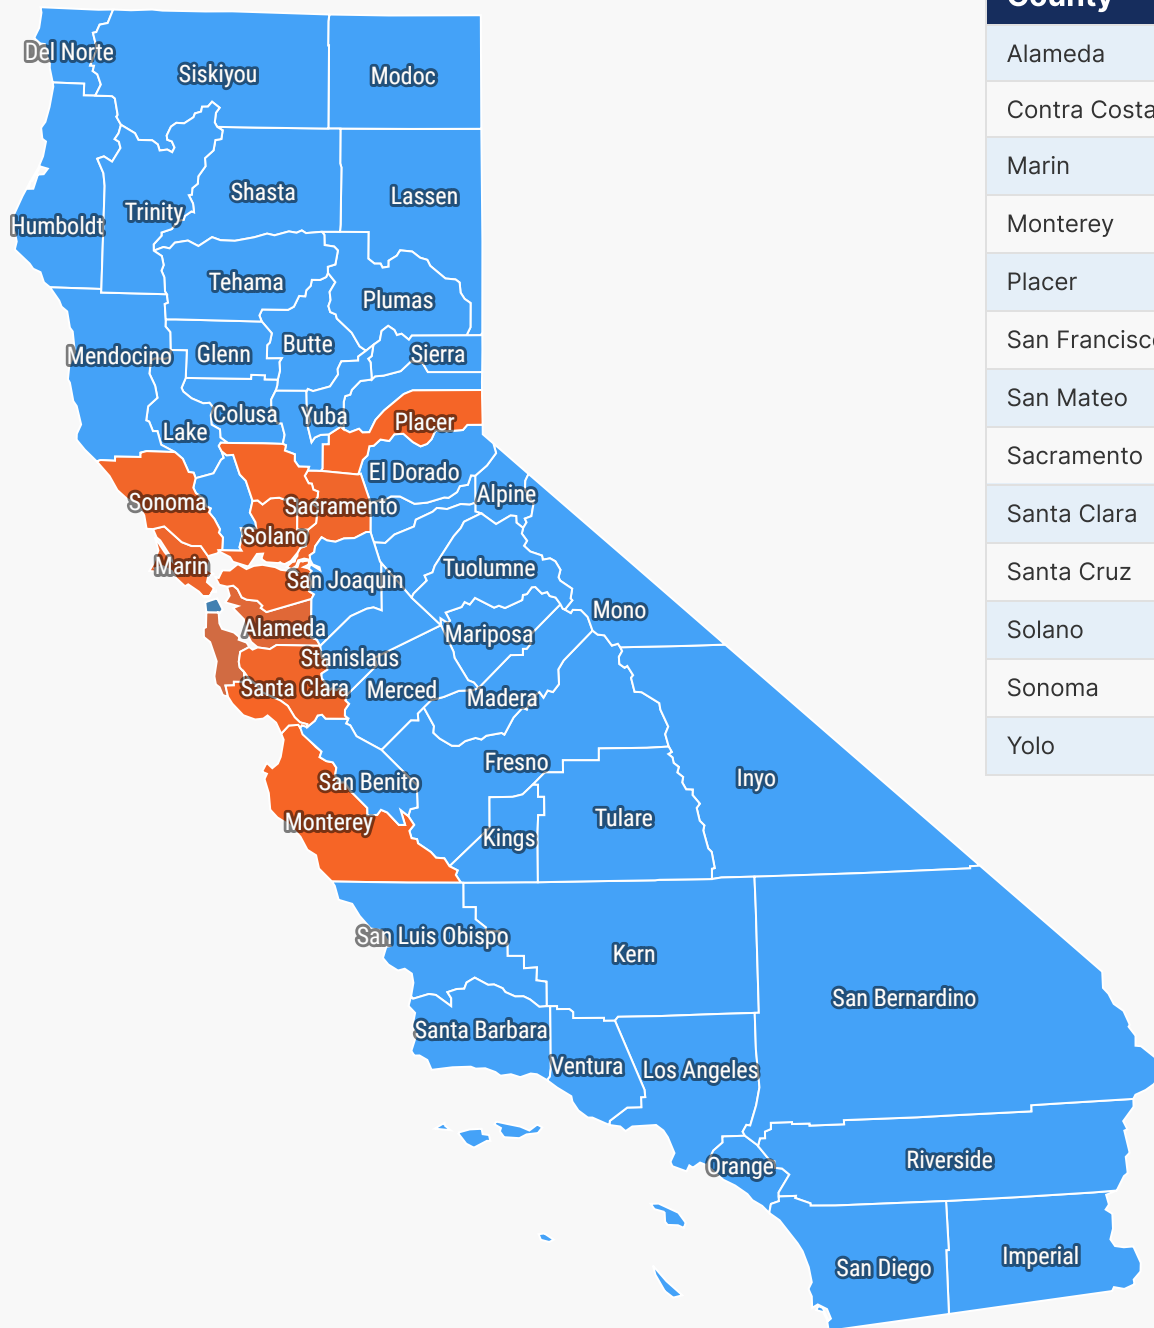 County
Alameda
Contra Costa
Marin
Monterey
Placer
San Francisco
San Mateo
Sacramento
Santa Clara
Santa Cruz
Solano
Sonoma
Yolo
Del Norte
Siskiyou
Modoc
Shasta
Lassen
Trinity
Humboldt
Tehama
Plumas
Butte
Glenn
Sierra
Mendocino
Colusa
Yuba
Placer
Lake
El Dorado
Alpine
Sonoma
Sacramento
Solano
Marin
Tuolumne
San Joaquin
Mono
Alameda
Mariposa
Stanislaus
Santa Clara
Merced
Madera
Fresno
Inyo
San Benito
Tulare
Monterey
Kings
San Luis Obispo
Kern
San Bernardino
Santa Barbara
Ventura
Los Angeles
Orange
Riverside
San Diego
Imperial